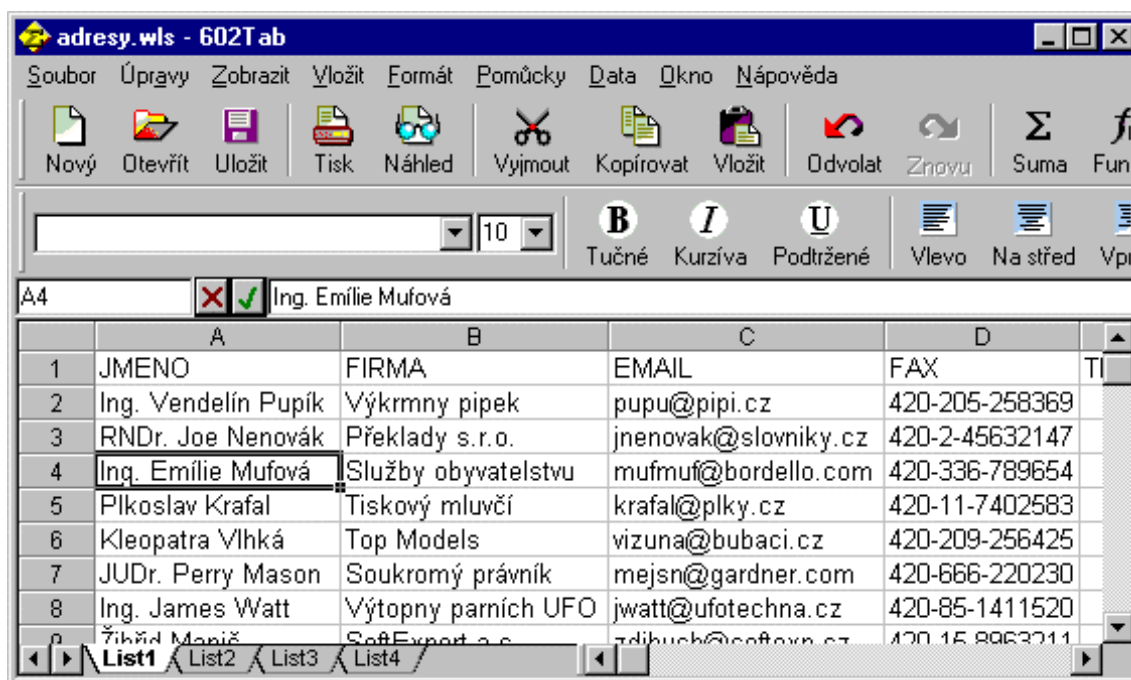 adresy.wls - 602Tab
Soubor Úpravy Zobrazit Vložit Formát Pomůcky Data Okno Nápověda
Nový Otevřít Uložit Tisk Náhled Vyjmout Kopírovat Vložit Odvolat Znovu Σ Suma
10 B Tučné I Kurzíva U Podtržené Vlevo Na střed
A4 Ing. Emílie Mufová
A B C D
1 JMENO FIRMA EMAIL FAX
2 Ing. Vendelín Pupík Výkrmny pipek pupu@pipi.cz 420-205-258369
3 RNDr. Joe Nenovák Překlady s.r.o. jnenovak@slovniky.cz 420-2-45632147
4 Ing. Emílie Mufová Služby obyvatelstvu mufmuf@bordello.com 420-336-789654
5 Plkoslav Krafal Tiskový mluvčí krafal@plky.cz 420-11-7402583
6 Kleopatra Vlhká Top Models vizuna@bubaci.cz 420-209-256425
7 JUDr. Perry Mason Soukromý právník mejsn@gardner.com 420-666-220230
8 Ing. James Watt Výtopny parních UFO jwatt@ufotechna.cz 420-85-1411520
List1 List2 List3 List4